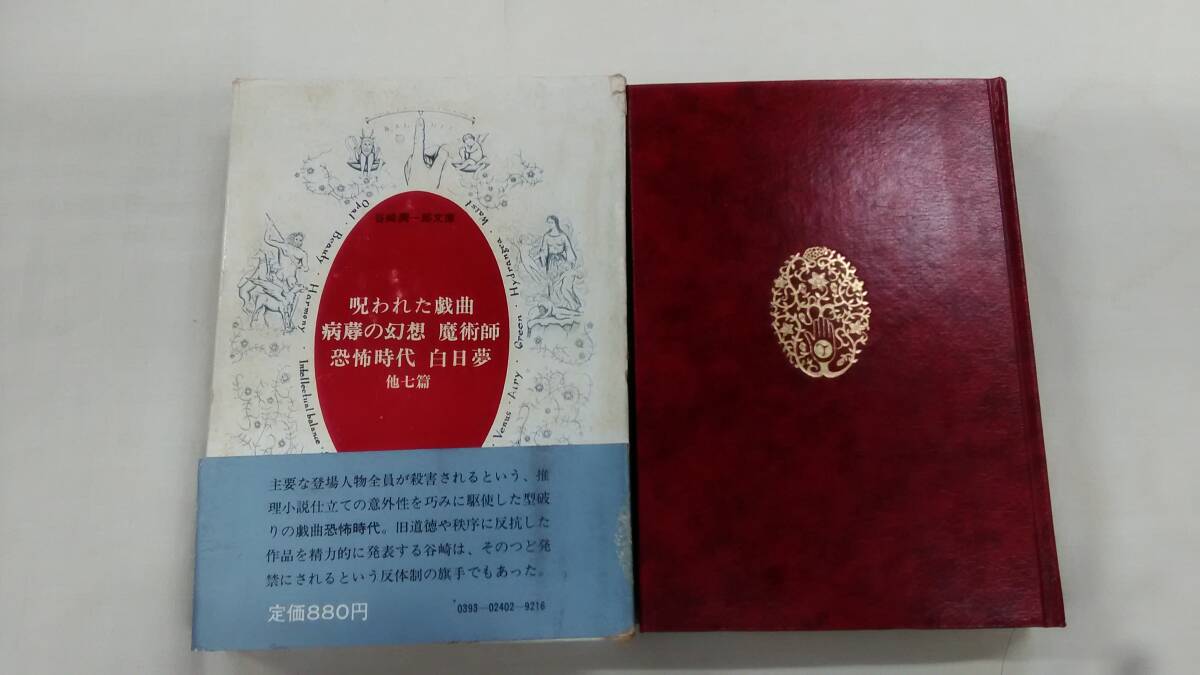 谷崎潤一郎文庫
呪われた戯曲
病蓐の幻想 魔術師
恐怖時代 白日夢
他七篇
Opal · Beauty · Harmony · Intellectual balance ·
Waist · Hydrangea · Green · Airy · Venus ·
主要な登場人物全員が殺害されるという、推
理小説仕立ての意外性を巧みに駆使した型破
りの戯曲恐怖時代。旧道徳や秩序に反抗した
作品を精力的に発表する谷崎は、そのつど発
禁にされるという反体制の旗手でもあった。
定価880円
0393-02402-9216